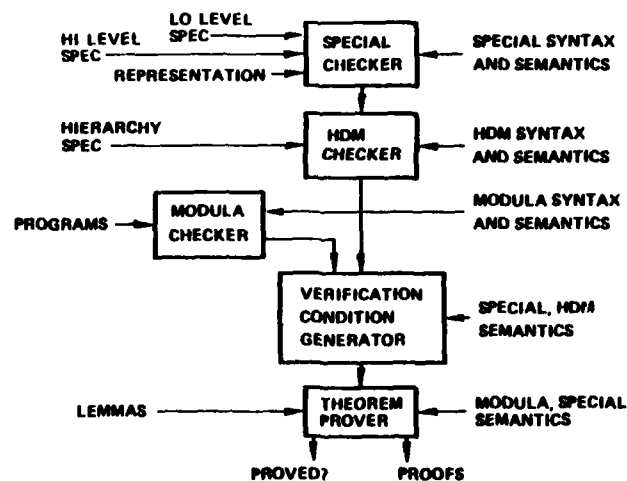 LO LEVEL
SPEC
HI LEVEL
SPEC
REPRESENTATION
SPECIAL
CHECKER
SPECIAL SYNTAX
AND SEMANTICS
HIERARCHY
SPEC
HDM
CHECKER
HDM SYNTAX
AND SEMANTICS
PROGRAMS
MODULA
CHECKER
MODULA SYNTAX
AND SEMANTICS
VERIFICATION
CONDITION
GENERATOR
SPECIAL, HDM
SEMANTICS
LEMMAS
THEOREM
PROVER
MODULA, SPECIAL
SEMANTICS
PROVED?
PROOFS